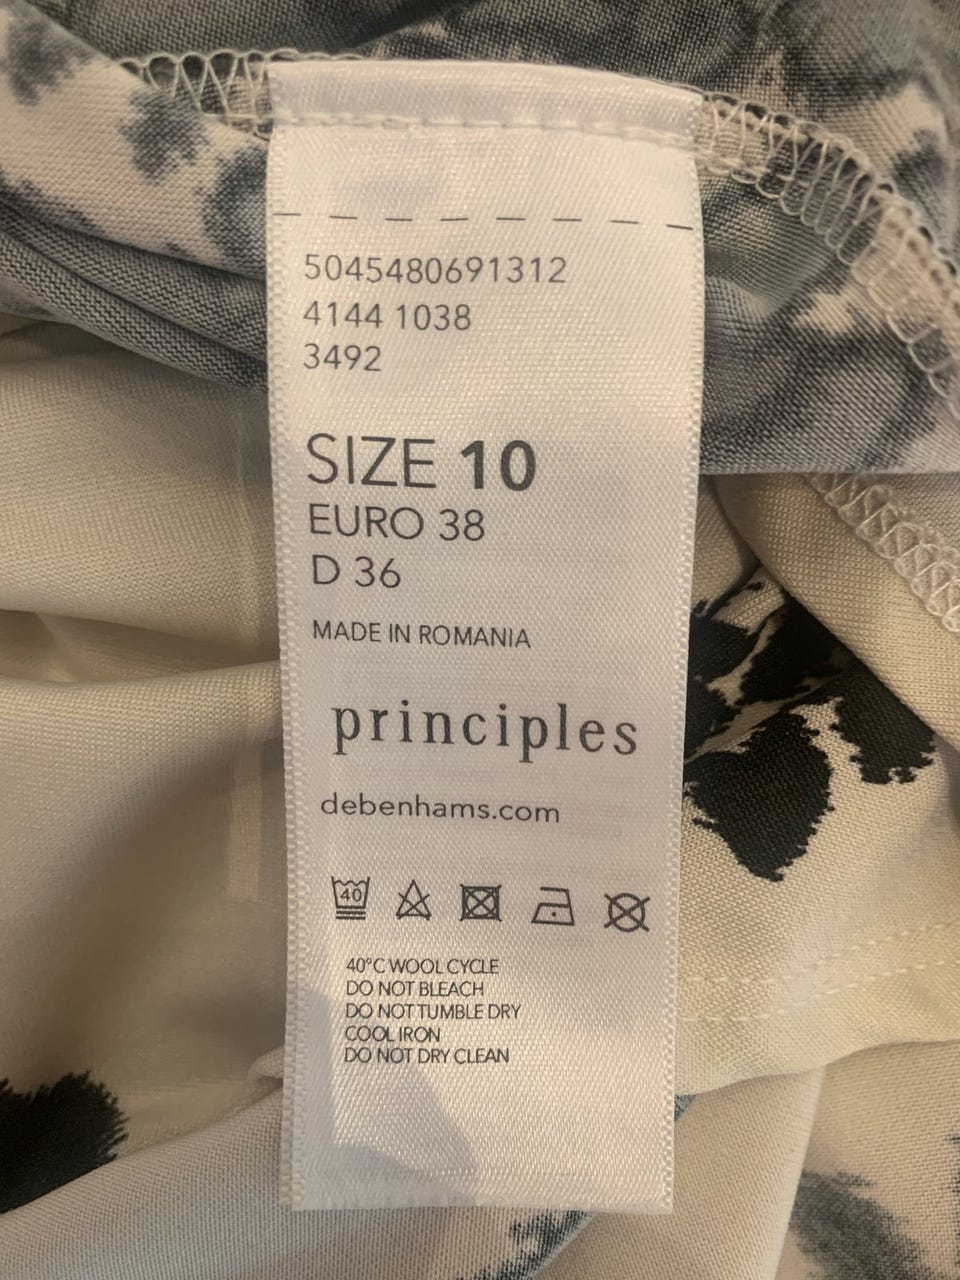 5045480691312
4144 1038
3492
SIZE 10
EURO 38
D 36
MADE IN ROMANIA
principles
debenhams.com
40
40°C WOOL CYCLE
DO NOT BLEACH
DO NOT TUMBLE DRY
COOL IRON
DO NOT DRY CLEAN